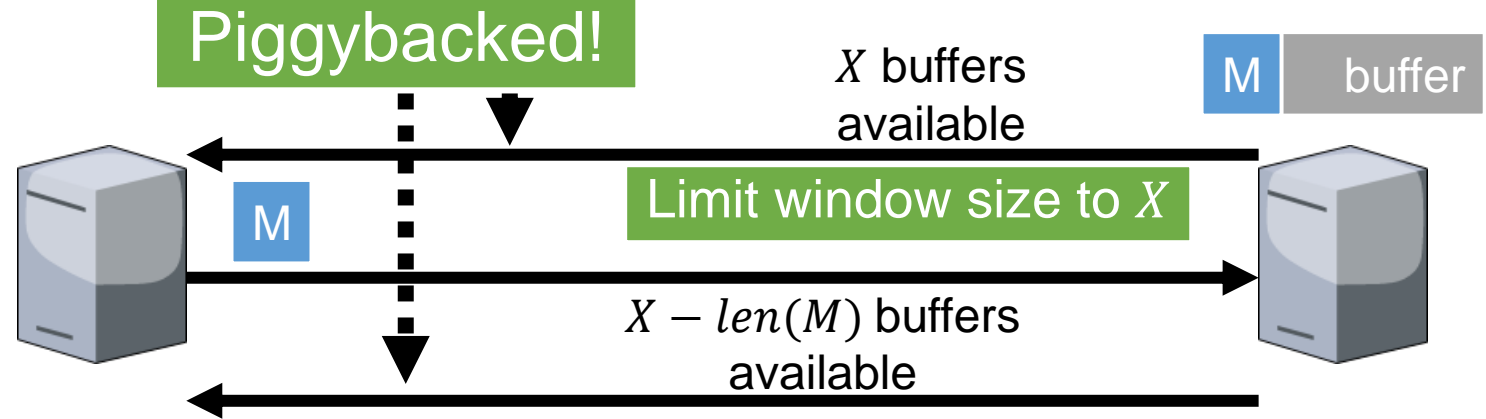 Piggybacked!
X buffers
available
M
buffer
Limit window size to X
M
X − len(M) buffers
available